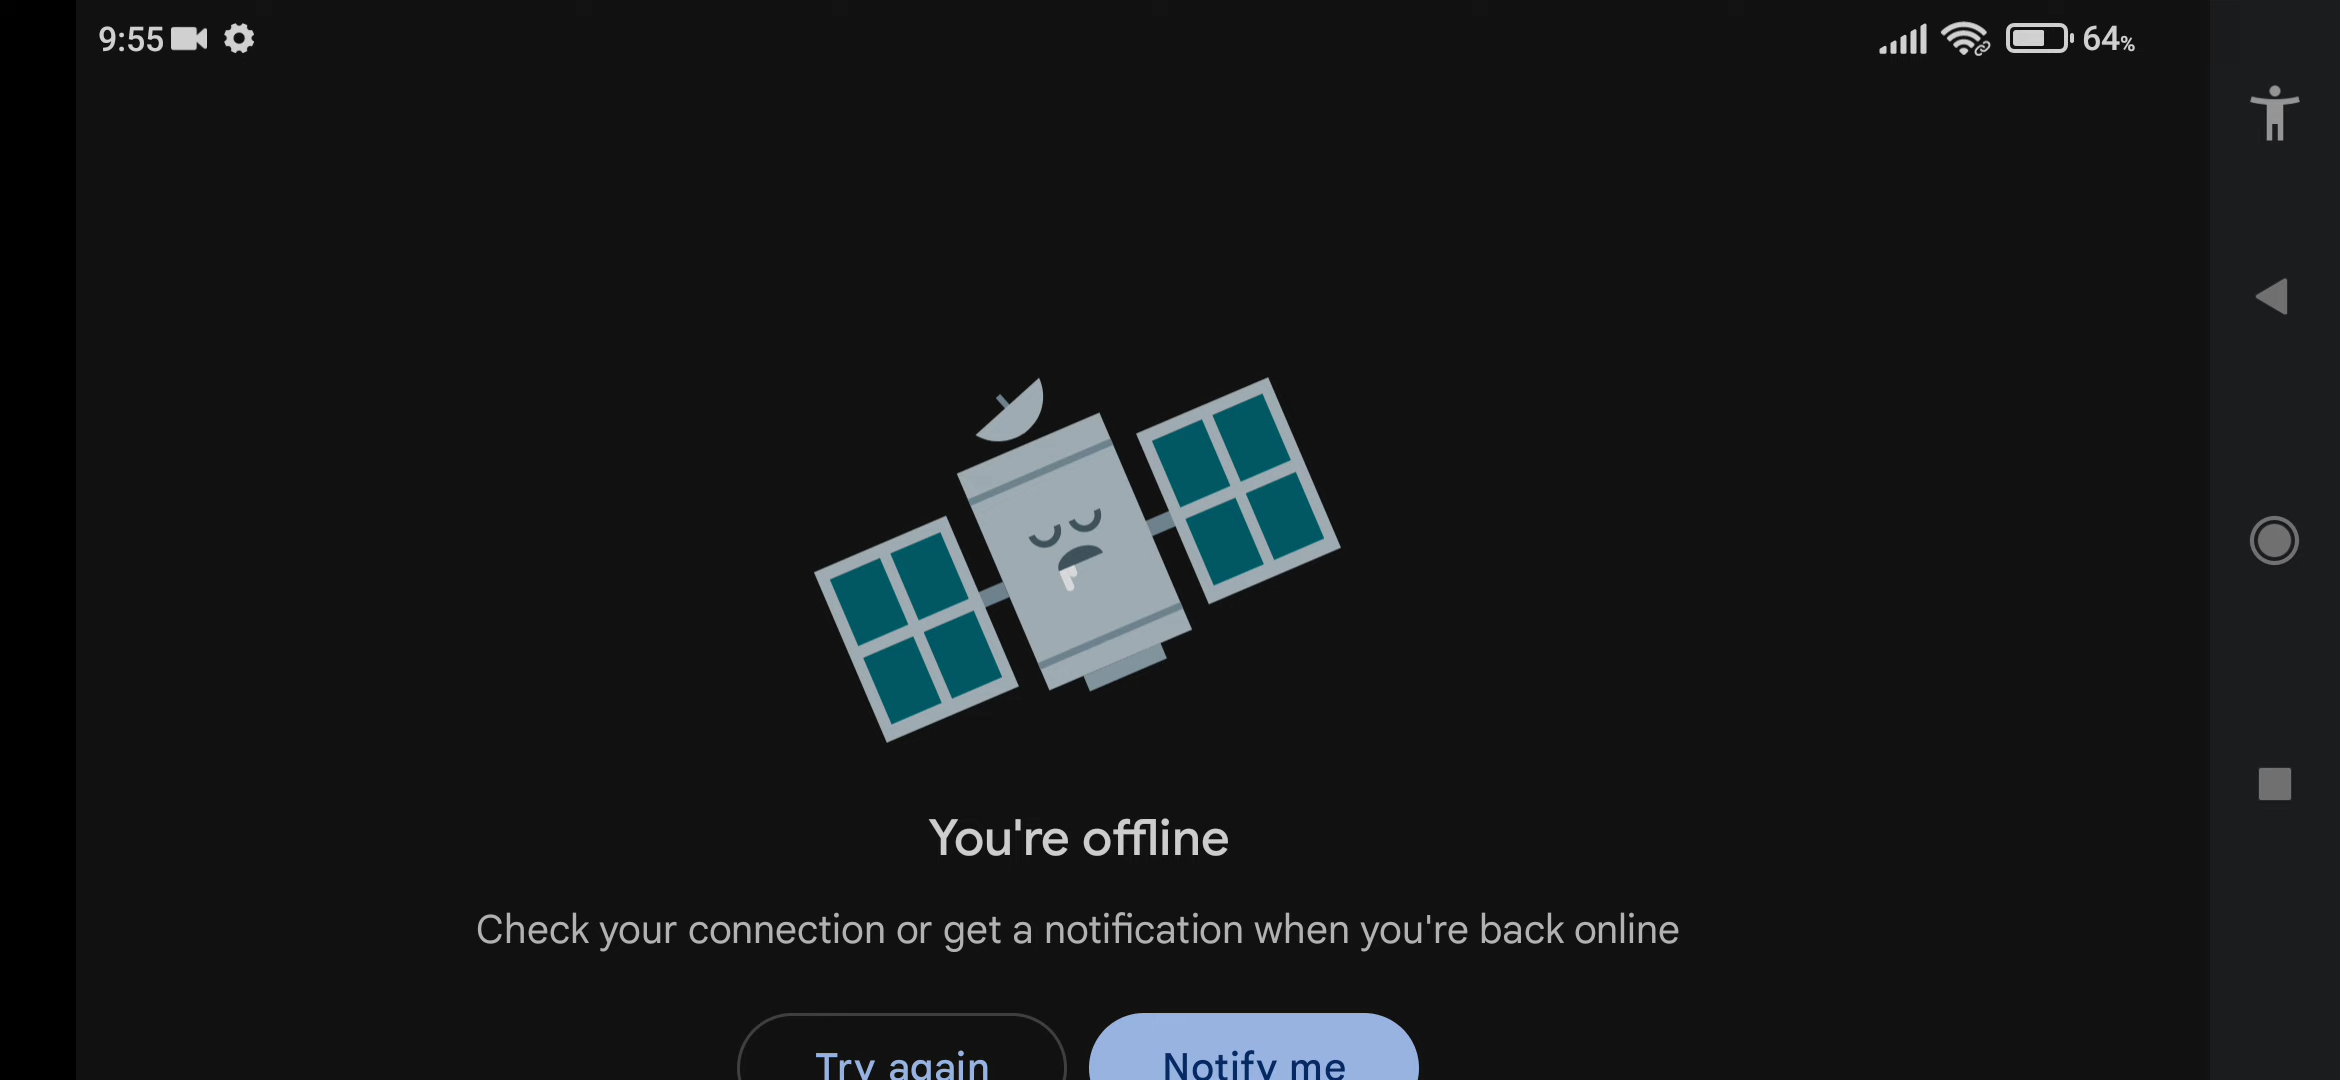 9:55 64%
You're offline
Check your connection or get a notification when you're back online
Try again Notify me